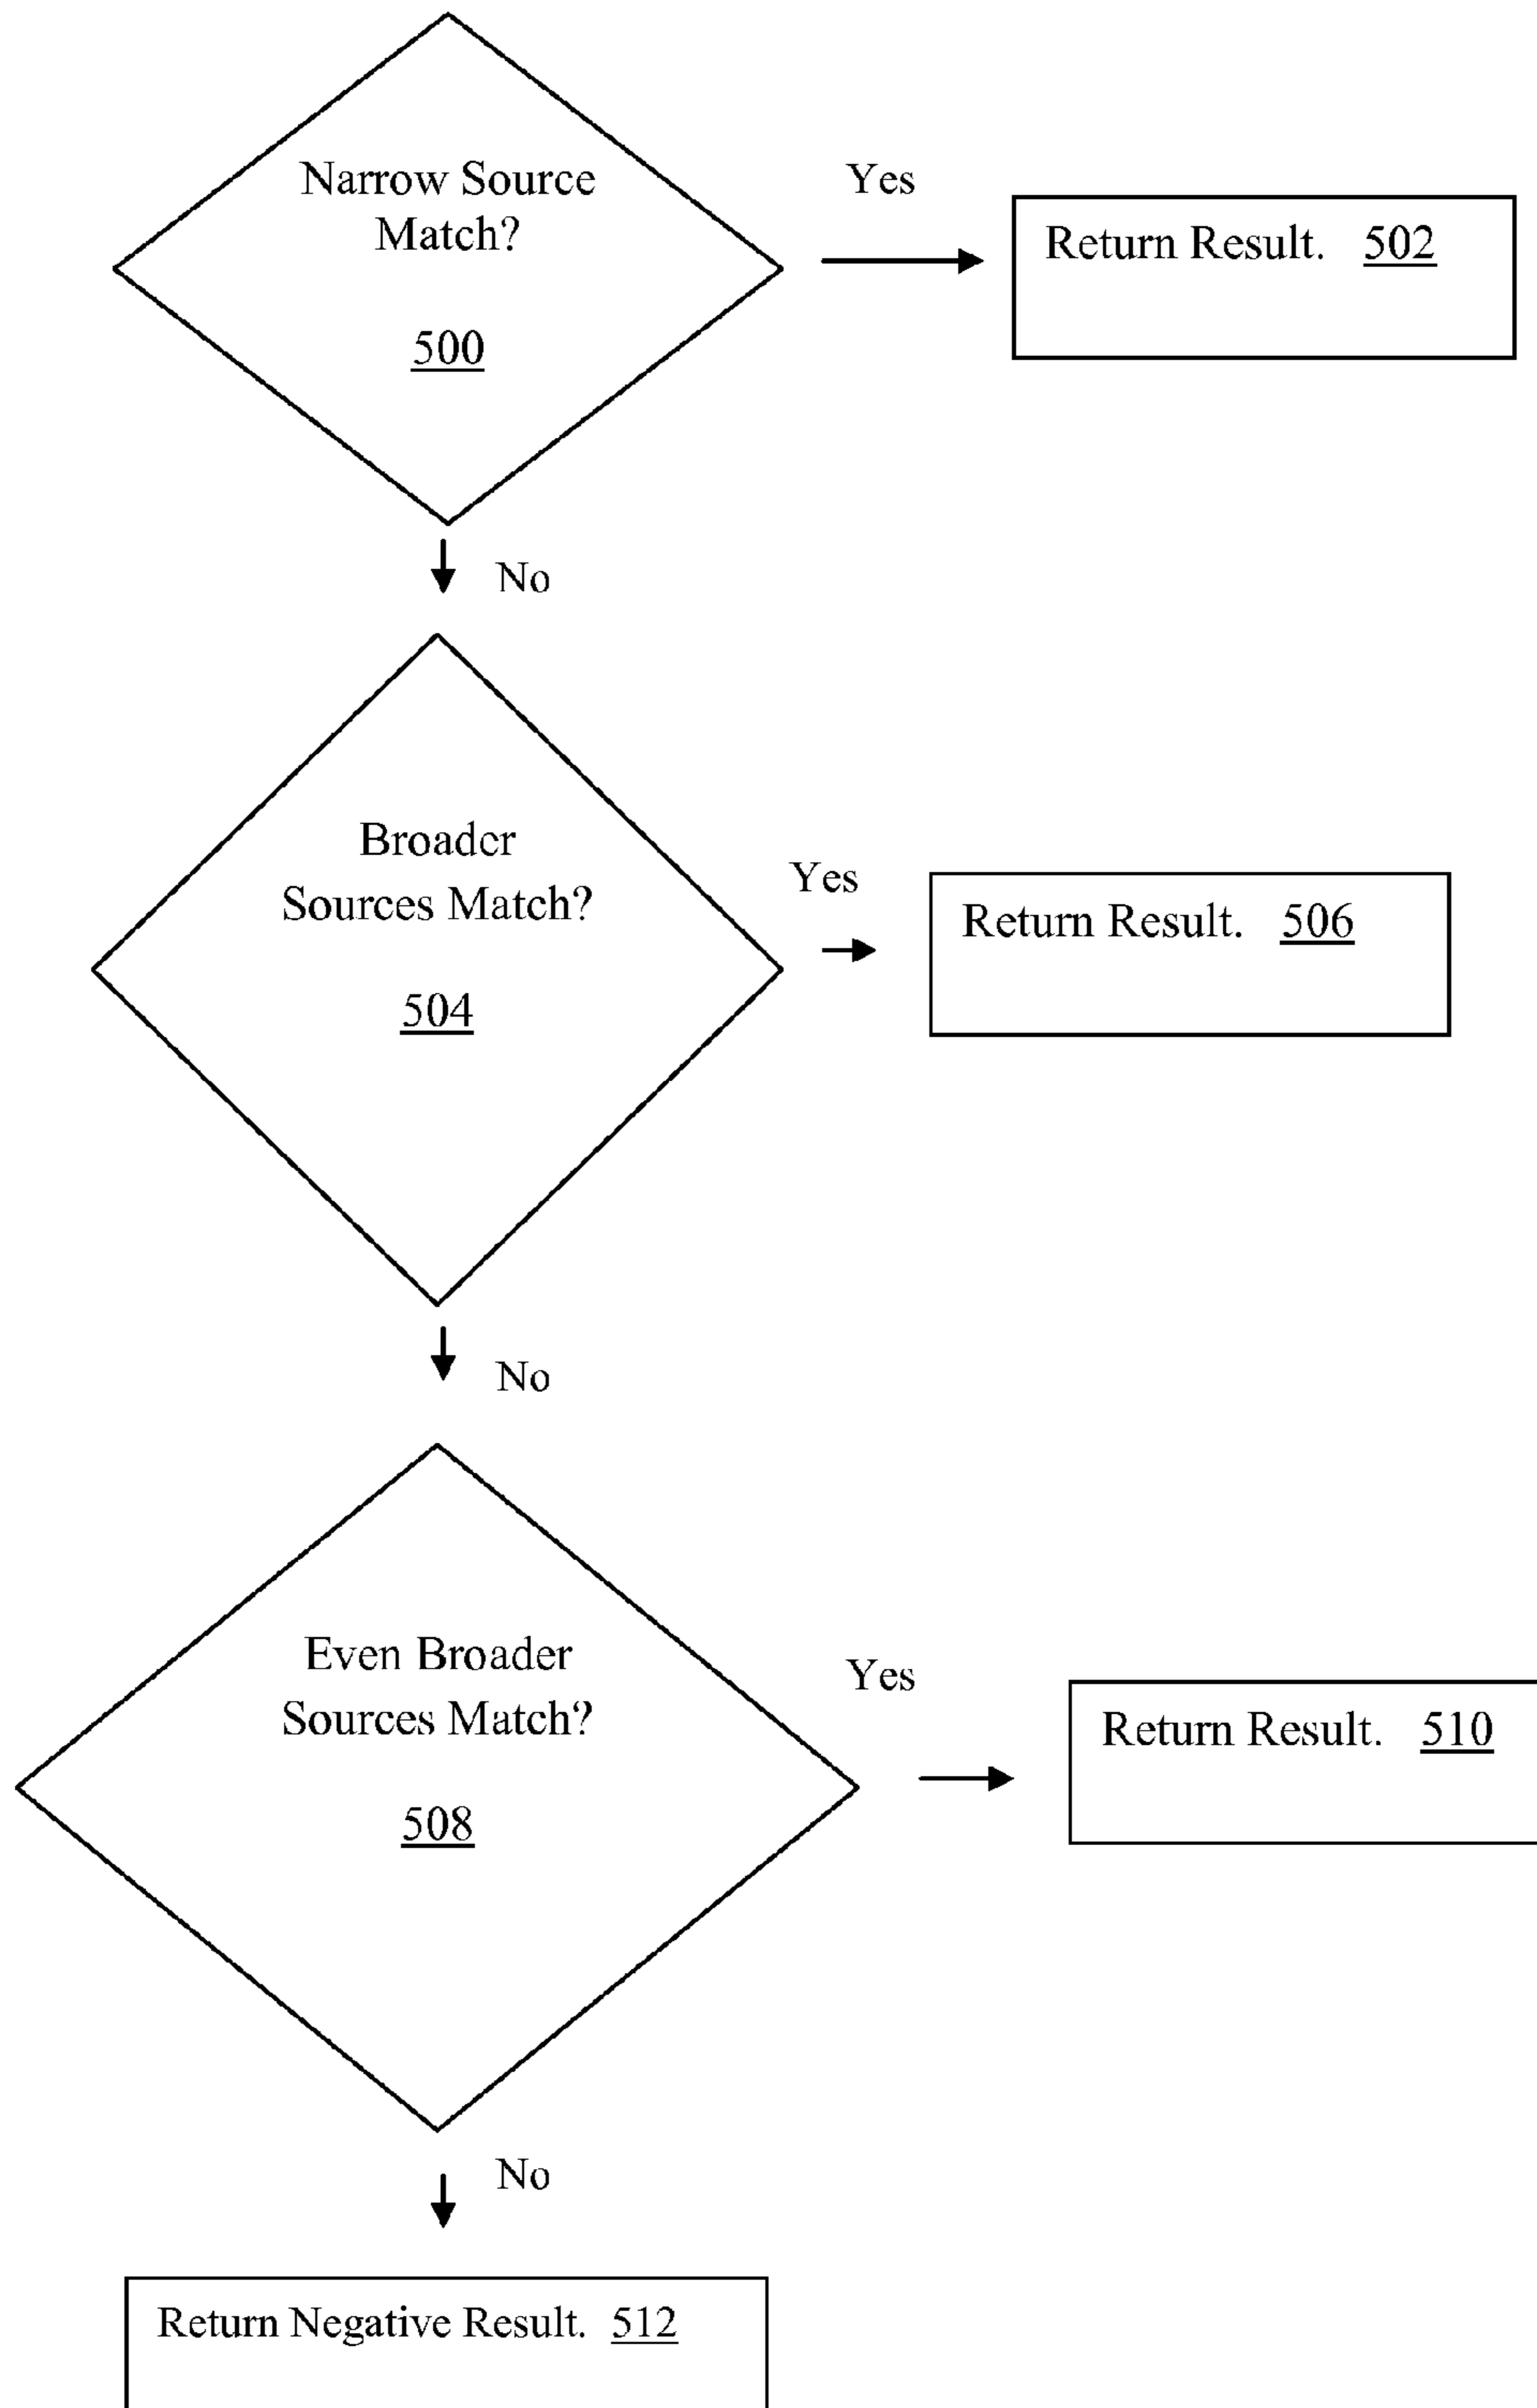 Narrow Source
Match?
Yes
500
Return Result. 502
No
Broader
Sources Match?
Yes
504
Return Result. 506
No
Even Broader
Sources Match?
Yes
508
Return Result. 510
No
Return Negative Result. 512